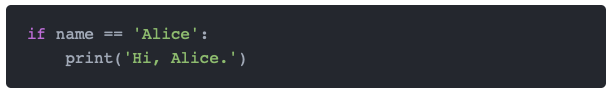 if name == 'Alice':
    print('Hi, Alice.')